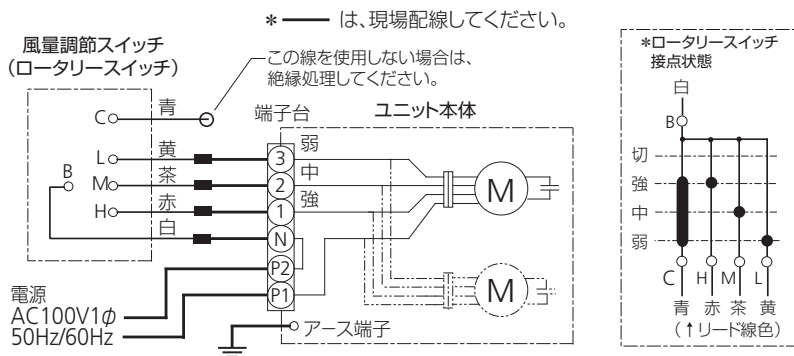 * は、現場配線してください。
風量調節スイッチ
（ロータリースイッチ）
この線を使用しない場合は、
絶縁処理してください。
端子台
ユニット本体
C
青
B
L
黄
3
弱
M
茶
2
中
H
赤
1
強
白
N
P2
P1
M
M
電源
AC100V1φ
50Hz/60Hz
アース端子
*ロータリースイッチ
接点状態
白
B
切
強
中
弱
C H M L
青 赤 茶 黄
（↑リード線色）